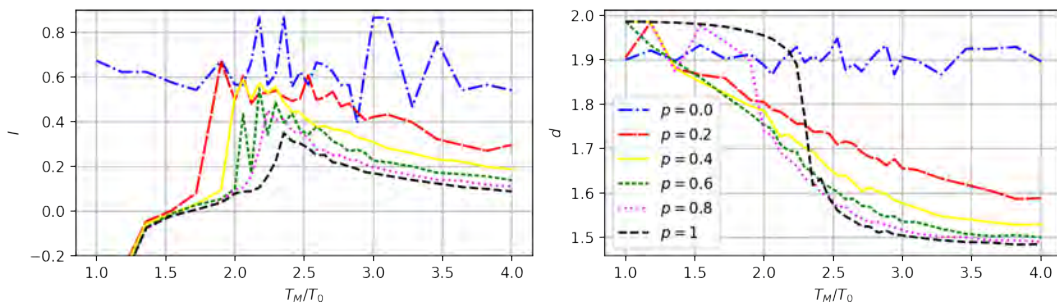 0.8
0.6
0.4
0.2
0.0
−0.2
I
1.0 1.5 2.0 2.5 3.0 3.5 4.0
T_M/T_0
2.0
1.9
1.8
1.7
1.6
1.5
d
p = 0.0
p = 0.2
p = 0.4
p = 0.6
p = 0.8
p = 1
1.0 1.5 2.0 2.5 3.0 3.5 4.0
T_M/T_0